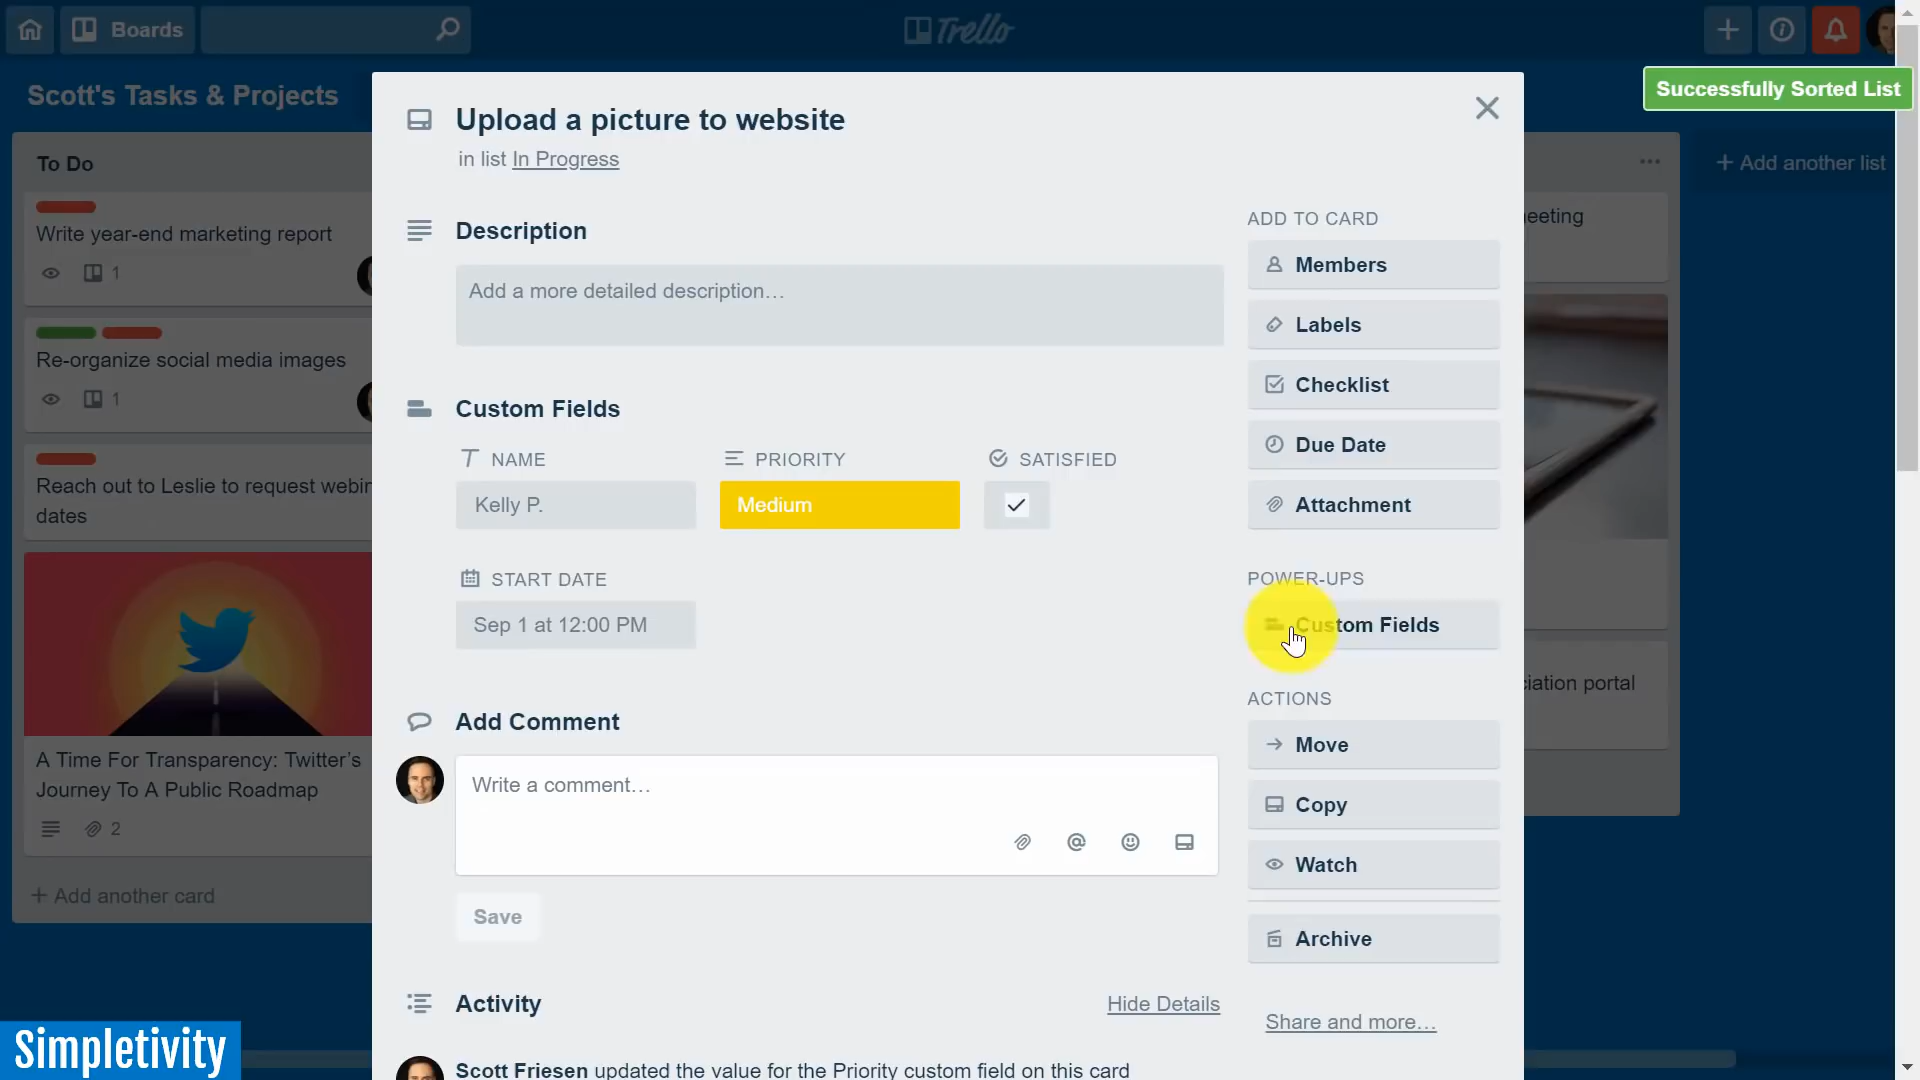 Boards
Trello
Scott's Tasks & Projects
Successfully Sorted List
To Do
Write year-end marketing report
1
Re-organize social media images
1
Reach out to Leslie to request webin
dates
A Time For Transparency: Twitter's
Journey To A Public Roadmap
2
+ Add another card
Upload a picture to website
in list In Progress
Description
Add a more detailed description…
Custom Fields
NAME
PRIORITY
SATISFIED
Kelly P.
Medium
START DATE
Sep 1 at 12:00 PM
Add Comment
Write a comment…
Save
Activity
Hide Details
Scott Friesen updated the value for the Priority custom field on this card
ADD TO CARD
Members
Labels
Checklist
Due Date
Attachment
POWER-UPS
Custom Fields
ACTIONS
Move
Copy
Watch
Archive
Share and more…
+ Add another list
eeting
ciation portal
Simpletivity